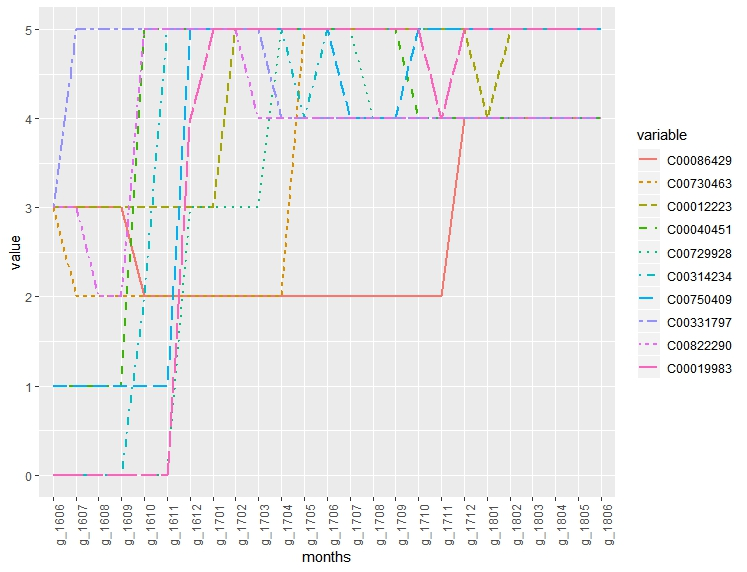 value
5
4
3
2
1
0
g_1606
g_1607
g_1608
g_1609
g_1610
g_1611
g_1612
g_1701
g_1702
g_1703
g_1704
g_1705
g_1706
g_1707
g_1708
g_1709
g_1710
g_1711
g_1712
g_1801
g_1802
g_1803
g_1804
g_1805
g_1806
months
variable
C00086429
C00730463
C00012223
C00040451
C00729928
C00314234
C00750409
C00331797
C00822290
C00019983